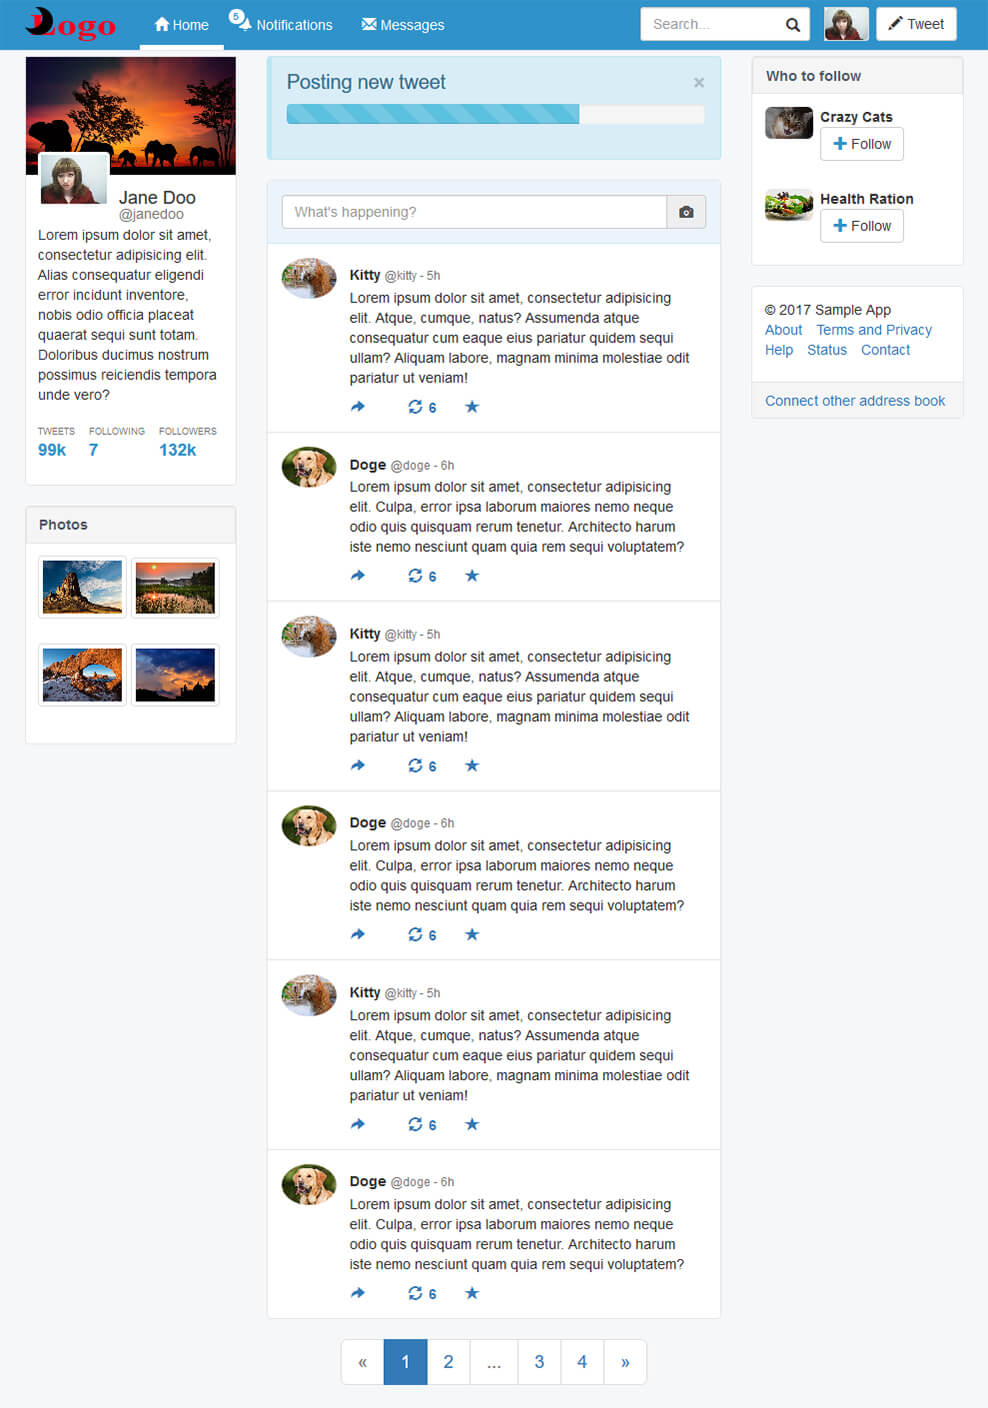 Logo
Home
5
Notifications
Messages
Search...
Tweet
Jane Doo
@janedoo
Lorem ipsum dolor sit amet,
consectetur adipisicing elit.
Alias consequatur eligendi
error incidunt inventore,
nobis odio officia placeat
quaerat sequi sunt totam.
Doloribus ducimus nostrum
possimus reiciendis tempora
unde vero?
TWEETS FOLLOWING FOLLOWERS
99k 7 132k
Photos
Posting new tweet ×
What's happening?
Kitty @kitty - 5h
Lorem ipsum dolor sit amet, consectetur adipisicing
elit. Atque, cumque, natus? Assumenda atque
consequatur cum eaque eius pariatur quidem sequi
ullam? Aliquam labore, magnam minima molestiae odit
pariatur ut veniam!
6
Doge @doge - 6h
Lorem ipsum dolor sit amet, consectetur adipisicing
elit. Culpa, error ipsa laborum maiores nemo neque
odio quis quisquam rerum tenetur. Architecto harum
iste nemo nesciunt quam quia rem sequi voluptatem?
6
Kitty @kitty - 5h
Lorem ipsum dolor sit amet, consectetur adipisicing
elit. Atque, cumque, natus? Assumenda atque
consequatur cum eaque eius pariatur quidem sequi
ullam? Aliquam labore, magnam minima molestiae odit
pariatur ut veniam!
6
Doge @doge - 6h
Lorem ipsum dolor sit amet, consectetur adipisicing
elit. Culpa, error ipsa laborum maiores nemo neque
odio quis quisquam rerum tenetur. Architecto harum
iste nemo nesciunt quam quia rem sequi voluptatem?
6
Kitty @kitty - 5h
Lorem ipsum dolor sit amet, consectetur adipisicing
elit. Atque, cumque, natus? Assumenda atque
consequatur cum eaque eius pariatur quidem sequi
ullam? Aliquam labore, magnam minima molestiae odit
pariatur ut veniam!
6
Doge @doge - 6h
Lorem ipsum dolor sit amet, consectetur adipisicing
elit. Culpa, error ipsa laborum maiores nemo neque
odio quis quisquam rerum tenetur. Architecto harum
iste nemo nesciunt quam quia rem sequi voluptatem?
6
« 1 2 ... 3 4 »
Who to follow
Crazy Cats
Follow
Health Ration
Follow
© 2017 Sample App
About Terms and Privacy
Help Status Contact
Connect other address book